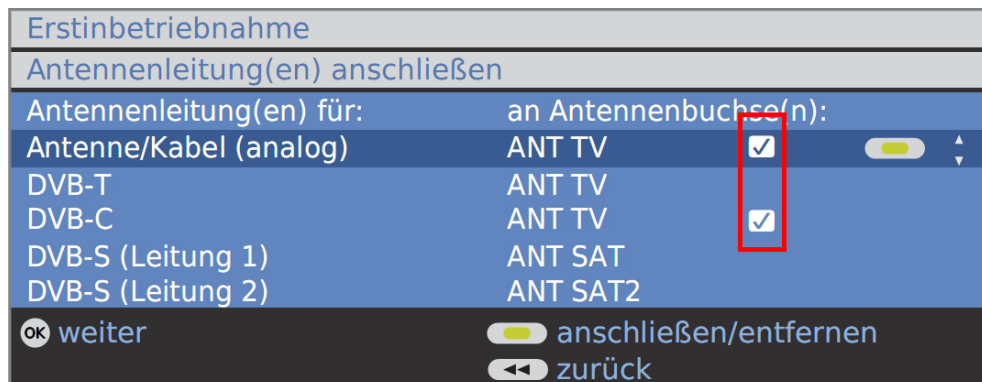 Erstinbetriebnahme
Antennenleitung(en) anschließen
Antennenleitung(en) für: an Antennenbuchse(n):
Antenne/Kabel (analog) ANT TV
DVB-T ANT TV
DVB-C ANT TV
DVB-S (Leitung 1) ANT SAT
DVB-S (Leitung 2) ANT SAT2
OK weiter anschließen/entfernen
zurück